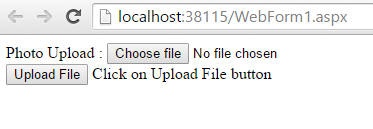 localhost:38115/WebForm1.aspx
Photo Upload : Choose file No file chosen
Upload File Click on Upload File button